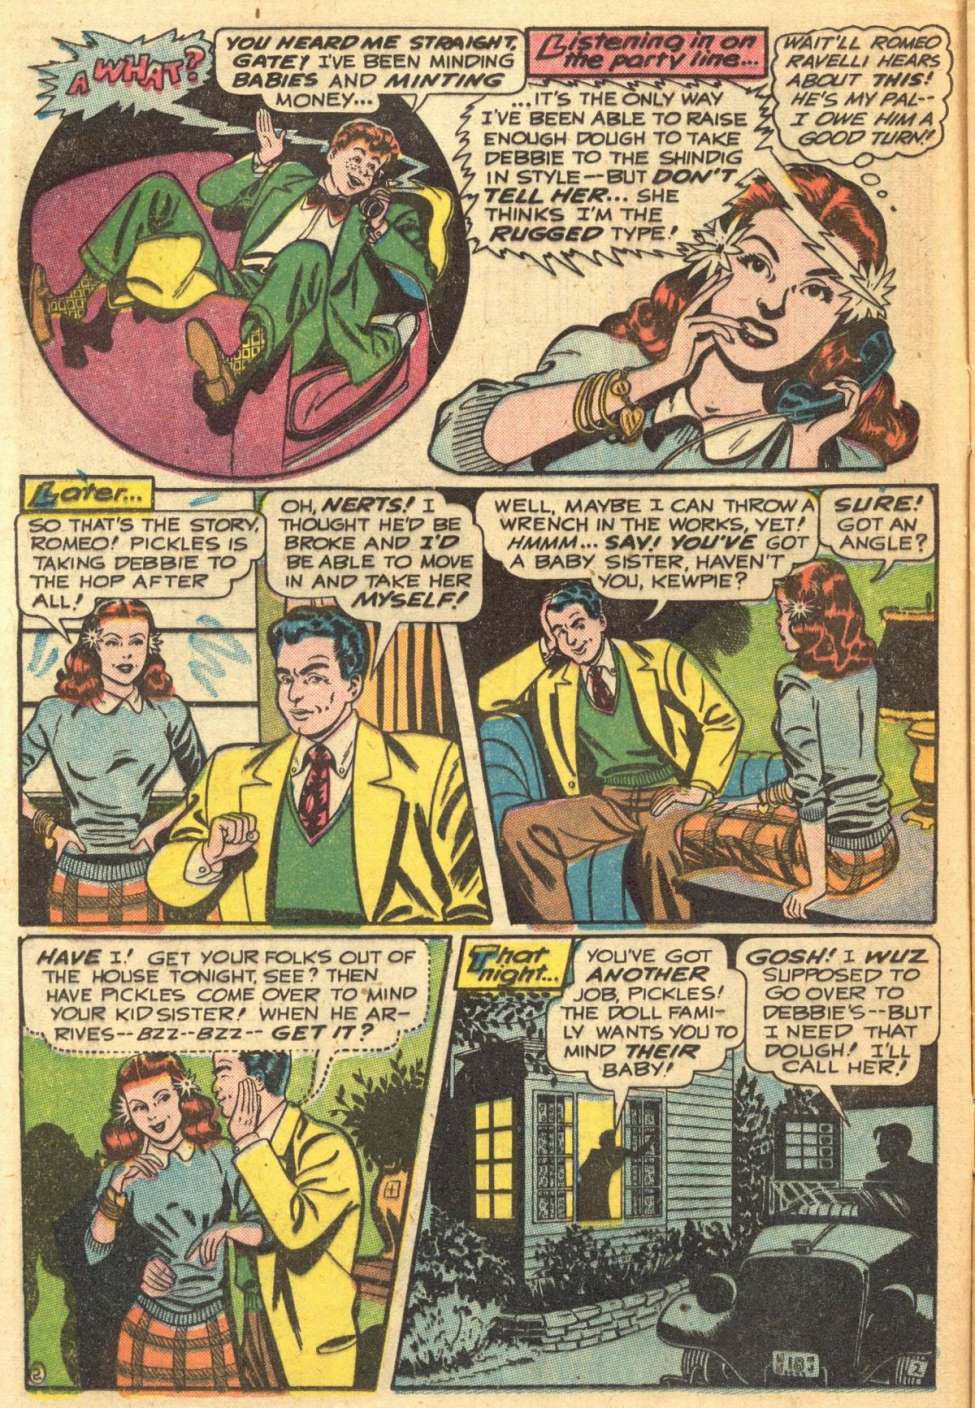 A WHAT?
YOU HEARD ME STRAIGHT,
GATE! I'VE BEEN MINDING
BABIES AND MINTING
MONEY...
Listening in on
the party line...
...IT'S THE ONLY WAY
I'VE BEEN ABLE TO RAISE
ENOUGH DOUGH TO TAKE
DEBBIE TO THE SHINDIG
IN STYLE--BUT DON'T
TELL HER... SHE
THINKS I'M THE
RUGGED TYPE!
WAIT'LL ROMEO
RAVELLI HEARS
ABOUT THIS!
HE'S MY PAL--
I OWE HIM A
GOOD TURN!
Later...
SO THAT'S THE STORY,
ROMEO! PICKLES IS
TAKING DEBBIE TO
THE HOP AFTER
ALL!
OH, NERTS! I
THOUGHT HE'D BE
BROKE AND I'D
BE ABLE TO MOVE
IN AND TAKE HER
MYSELF!
WELL, MAYBE I CAN THROW A
WRENCH IN THE WORKS, YET!
HMMM... SAY! YOU'VE GOT
A BABY SISTER, HAVEN'T
YOU, KEWPIE?
SURE!
GOT AN
ANGLE?
HAVE I! GET YOUR FOLKS OUT OF
THE HOUSE TONIGHT, SEE? THEN
HAVE PICKLES COME OVER TO MIND
YOUR KID SISTER! WHEN HE AR-
RIVES--BZZ--BZZ--GET IT?
That
night...
YOU'VE GOT
ANOTHER
JOB, PICKLES!
THE DOLL FAMI-
LY WANTS YOU TO
MIND THEIR
BABY!
GOSH! I WUZ
SUPPOSED TO
GO OVER TO
DEBBIE'S--BUT
I NEED THAT
DOUGH! I'LL
CALL HER!
2
183
2